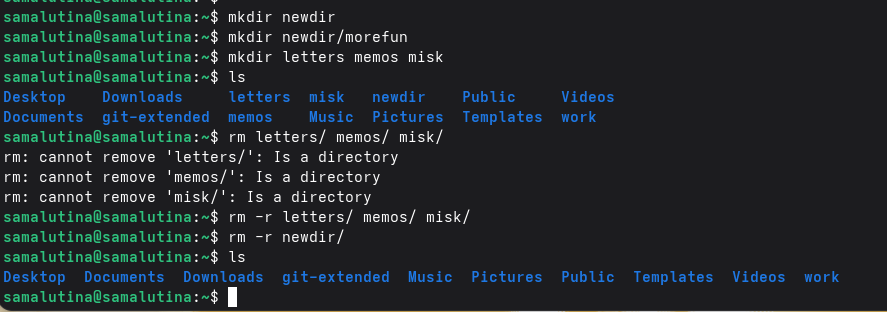 samalutina@samalutina:~$ mkdir newdir
samalutina@samalutina:~$ mkdir newdir/morefun
samalutina@samalutina:~$ mkdir letters memos misk
samalutina@samalutina:~$ ls
Desktop    Downloads     letters  misk   newdir    Public     Videos
Documents  git-extended  memos    Music  Pictures  Templates  work
samalutina@samalutina:~$ rm letters/ memos/ misk/
rm: cannot remove 'letters/': Is a directory
rm: cannot remove 'memos/': Is a directory
rm: cannot remove 'misk/': Is a directory
samalutina@samalutina:~$ rm -r letters/ memos/ misk/
samalutina@samalutina:~$ rm -r newdir/
samalutina@samalutina:~$ ls
Desktop  Documents  Downloads  git-extended  Music  Pictures  Public  Templates  Videos  work
samalutina@samalutina:~$